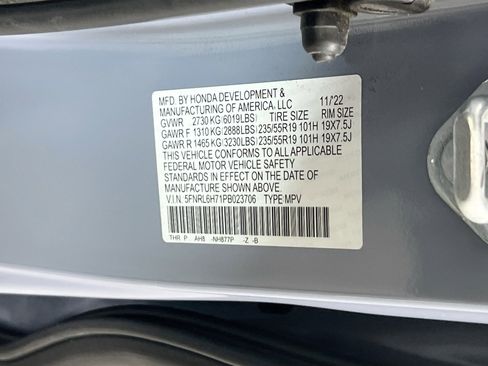 MFD. BY HONDA DEVELOPMENT &
MANUFACTURING OF AMERICA, LLC 11/'22
GVWR 2730 KG(6019LBS) TIRE SIZE RIM SIZE
GAWR F 1310 KG(2888LBS)235/55R19 101H 19X7.5J
GAWR R 1465 KG(3230LBS)235/55R19 101H 19X7.5J
THIS VEHICLE CONFORMS TO ALL APPLICABLE
FEDERAL MOTOR VEHICLE SAFETY
STANDARDS IN EFFECT ON THE DATE OF
MANUFACTURE SHOWN ABOVE.
V.I.N. 5FNRL6H71PB023706 TYPE MPV
THR P AH8 -NH877P -Z -B